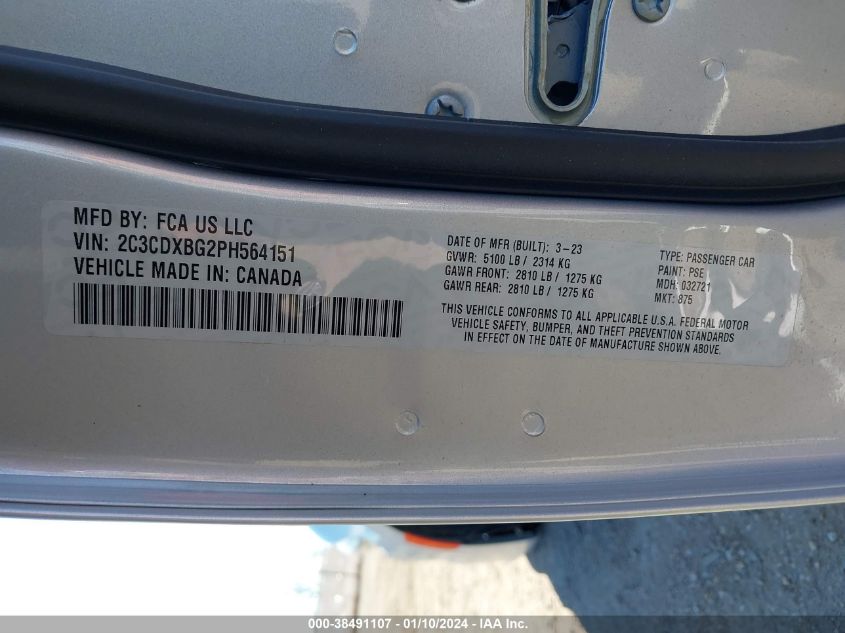 MFD BY: FCA US LLC
VIN: 2C3CDXBG2PH564151
VEHICLE MADE IN: CANADA
DATE OF MFR (BUILT): 3-23
GVWR: 5100 LB / 2314 KG
GAWR FRONT: 2810 LB / 1275 KG
GAWR REAR: 2810 LB / 1275 KG
TYPE: PASSENGER CAR
PAINT: PSE
MDH: 032721
MKT: 875
THIS VEHICLE CONFORMS TO ALL APPLICABLE U.S.A. FEDERAL MOTOR
VEHICLE SAFETY, BUMPER, AND THEFT PREVENTION STANDARDS
IN EFFECT ON THE DATE OF MANUFACTURE SHOWN ABOVE.
000-38491107 - 01/10/2024 - IAA Inc.